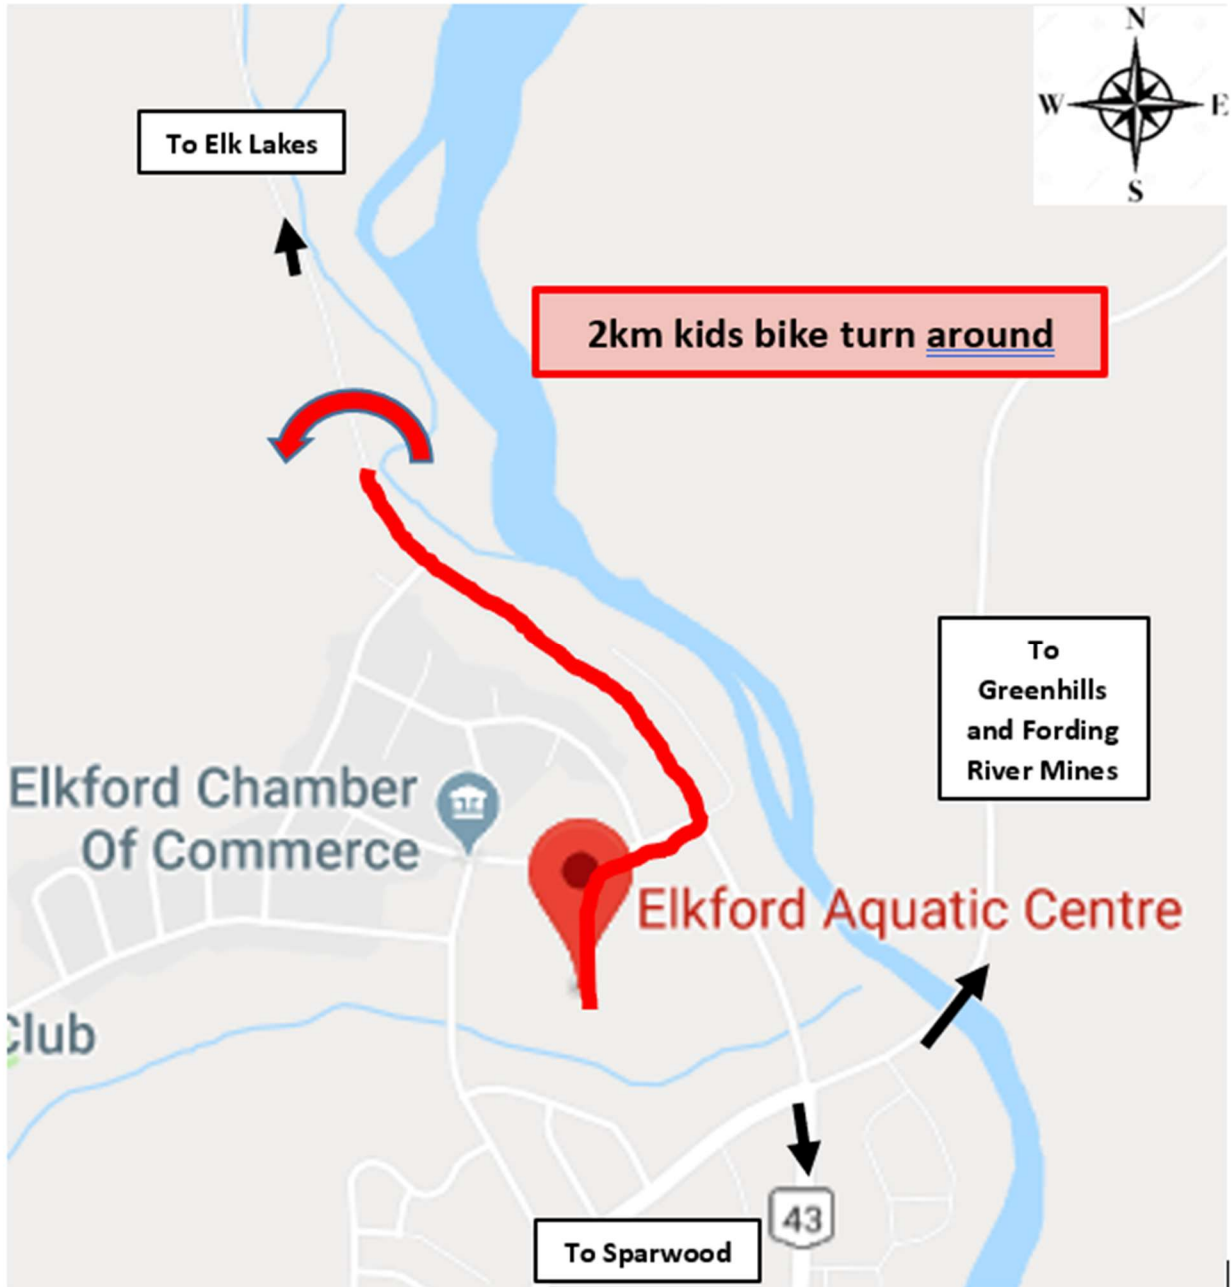 N
W E
S
To Elk Lakes
2km kids bike turn around
To
Greenhills
and Fording
River Mines
Elkford Chamber
Of Commerce
Elkford Aquatic Centre
Club
43
To Sparwood